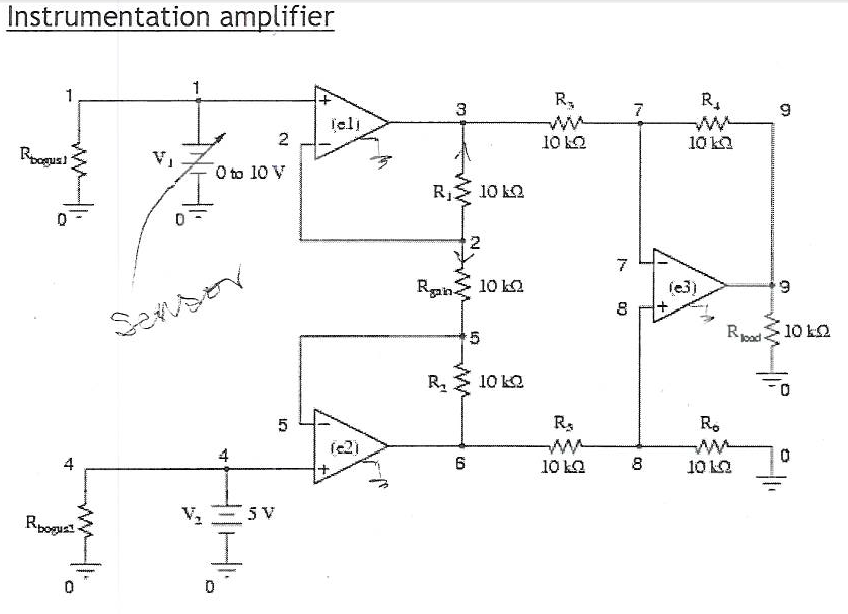 Instrumentation amplifier
1
1
3
R3
7
R4
9
+
(e1)
Rbogus1
V1
0 to 10 V
2
−
10 kΩ
10 kΩ
R1
10 kΩ
0
0
2
7
−
Rgain
10 kΩ
(e3)
9
8
+
Sensor
5
Rload
10 kΩ
R2
10 kΩ
0
5
−
4
4
(e2)
R5
R6
0
+
6
10 kΩ
8
10 kΩ
Rbogus2
V2
5 V
0
0